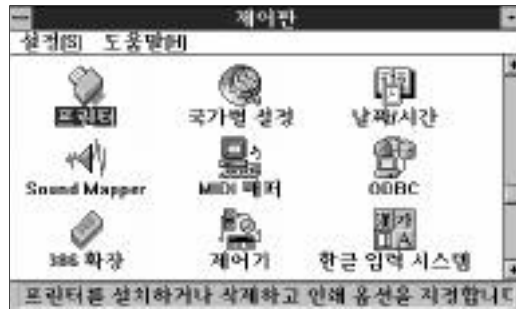 제어판
설정(S) 도움말(H)
프린터 국가별 설정 날짜/시간
Sound Mapper MIDI 매퍼 ODBC
386 확장 제어기 한글 입력 시스템
프린터를 설치하거나 삭제하고 인쇄 옵션을 지정합니다